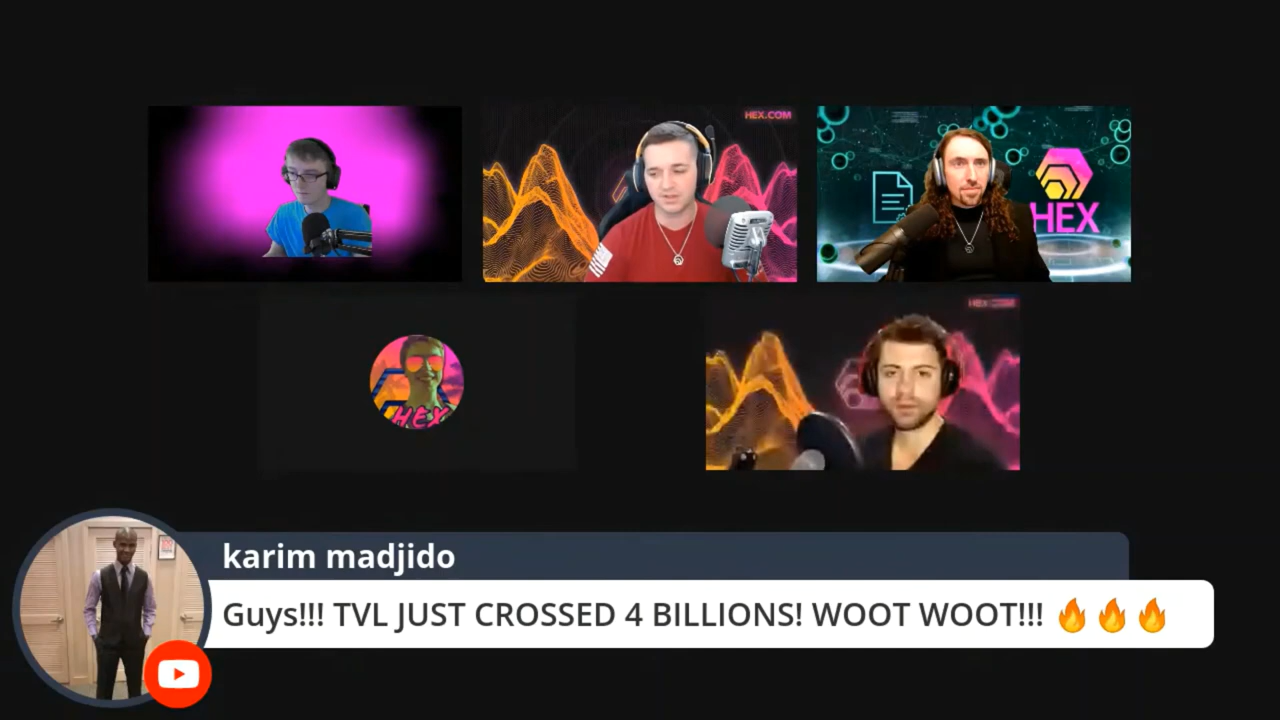 HEX.COM
HEX
HEX
HEX.COM
karim madjido
Guys!!! TVL JUST CROSSED 4 BILLIONS! WOOT WOOT!!! 🔥🔥🔥